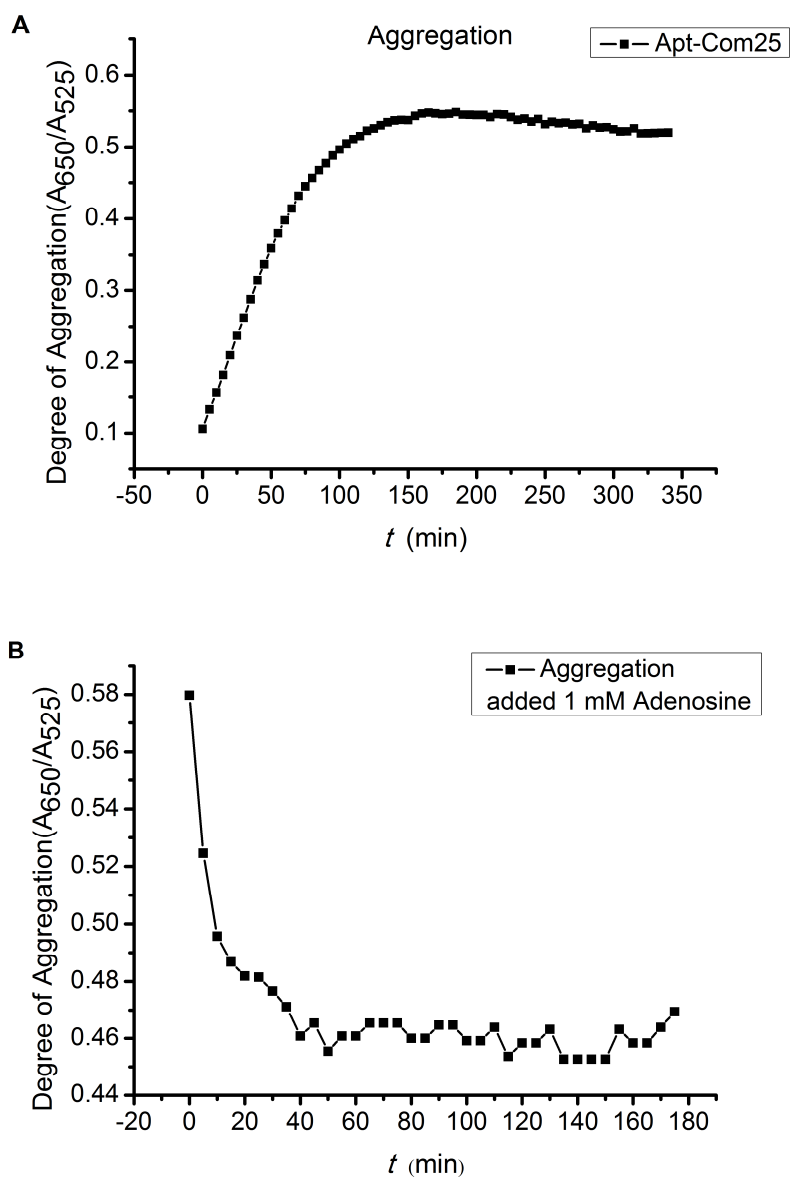 A
Aggregation
Apt-Com25
Degree of Aggregation(A650/A525)
0.6
0.5
0.4
0.3
0.2
0.1
-50 0 50 100 150 200 250 300 350
t (min)
B
Aggregation
added 1 mM Adenosine
Degree of Aggregation(A650/A525)
0.58
0.56
0.54
0.52
0.50
0.48
0.46
0.44
-20 0 20 40 60 80 100 120 140 160 180
t (min)